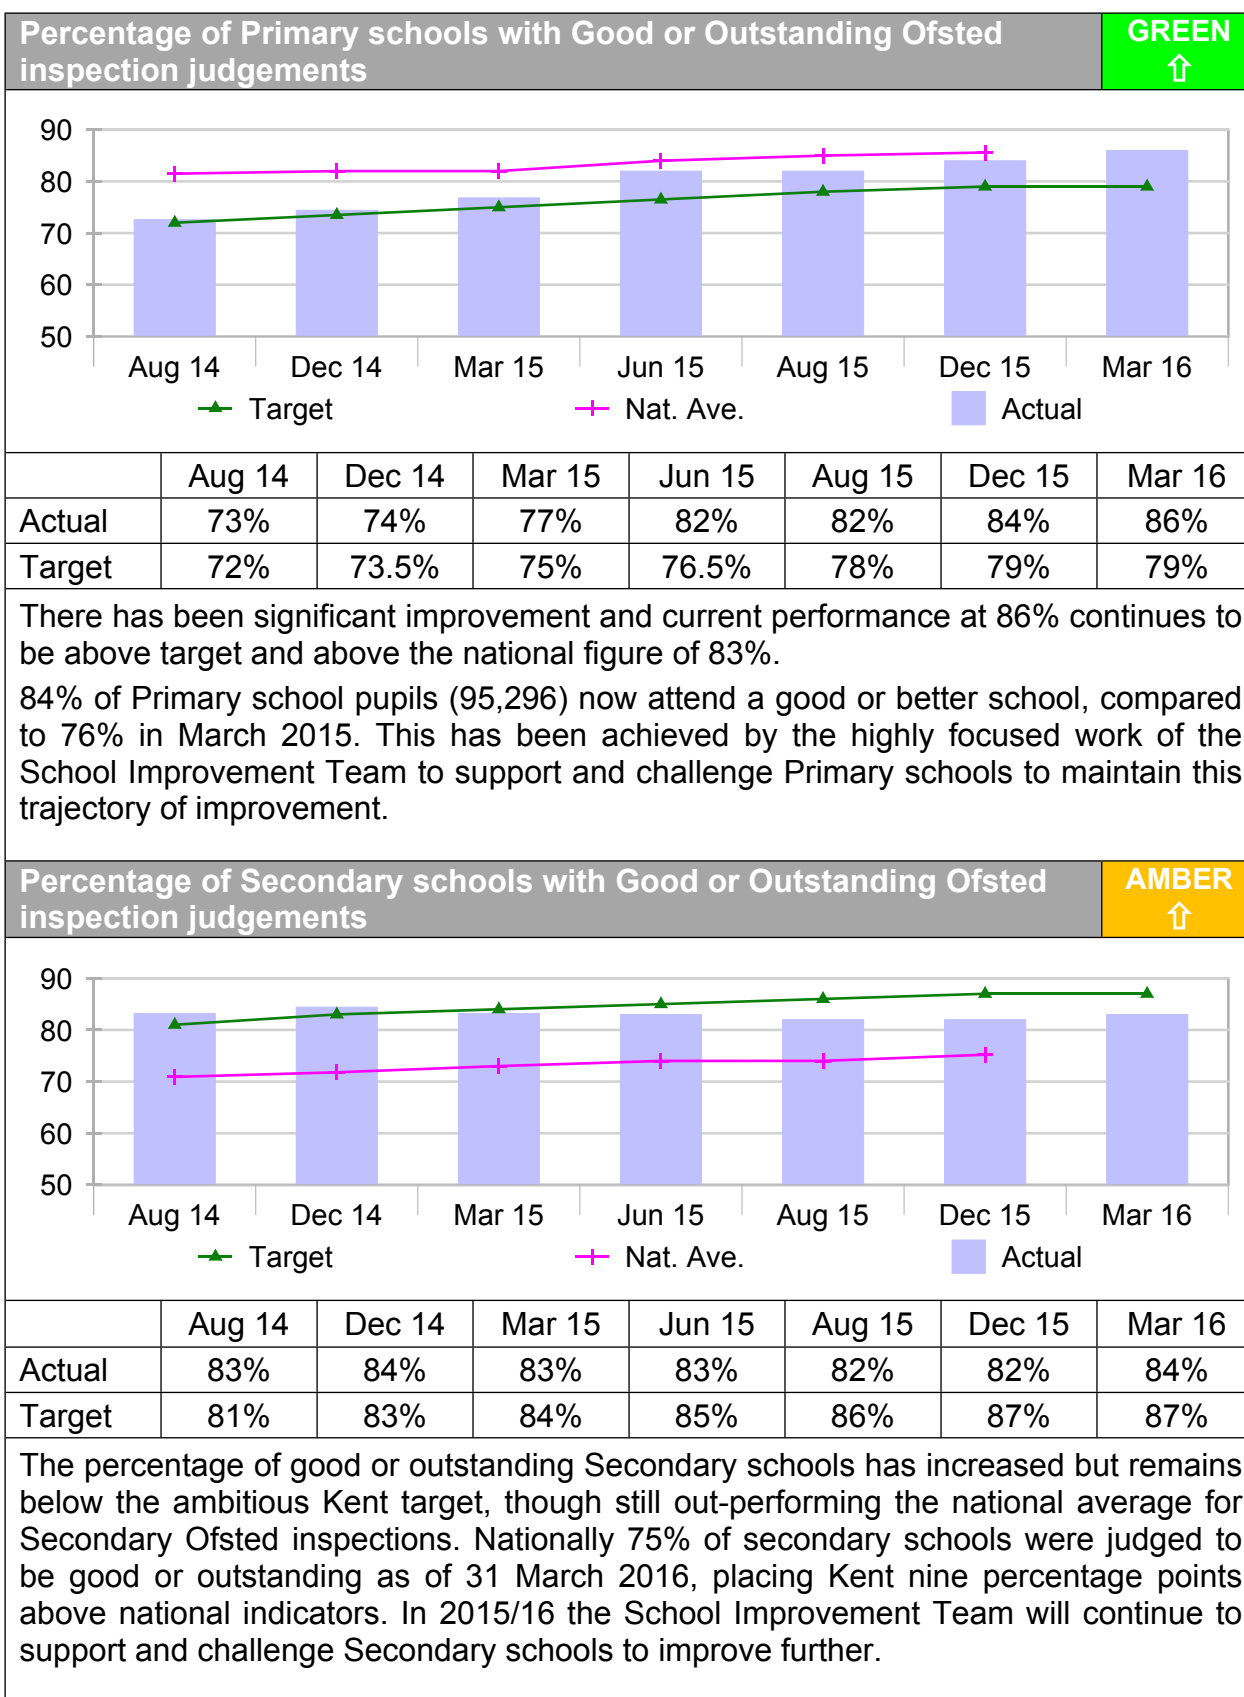 Percentage of Primary schools with Good or Outstanding Ofsted
inspection judgements
GREEN
⇧
90
80
70
60
50
Aug 14 Dec 14 Mar 15 Jun 15 Aug 15 Dec 15 Mar 16
Target Nat. Ave. Actual
Aug 14 Dec 14 Mar 15 Jun 15 Aug 15 Dec 15 Mar 16
Actual 73% 74% 77% 82% 82% 84% 86%
Target 72% 73.5% 75% 76.5% 78% 79% 79%
There has been significant improvement and current performance at 86% continues to
be above target and above the national figure of 83%.
84% of Primary school pupils (95,296) now attend a good or better school, compared
to 76% in March 2015. This has been achieved by the highly focused work of the
School Improvement Team to support and challenge Primary schools to maintain this
trajectory of improvement.
Percentage of Secondary schools with Good or Outstanding Ofsted
inspection judgements
AMBER
⇧
90
80
70
60
50
Aug 14 Dec 14 Mar 15 Jun 15 Aug 15 Dec 15 Mar 16
Target Nat. Ave. Actual
Aug 14 Dec 14 Mar 15 Jun 15 Aug 15 Dec 15 Mar 16
Actual 83% 84% 83% 83% 82% 82% 84%
Target 81% 83% 84% 85% 86% 87% 87%
The percentage of good or outstanding Secondary schools has increased but remains
below the ambitious Kent target, though still out-performing the national average for
Secondary Ofsted inspections. Nationally 75% of secondary schools were judged to
be good or outstanding as of 31 March 2016, placing Kent nine percentage points
above national indicators. In 2015/16 the School Improvement Team will continue to
support and challenge Secondary schools to improve further.